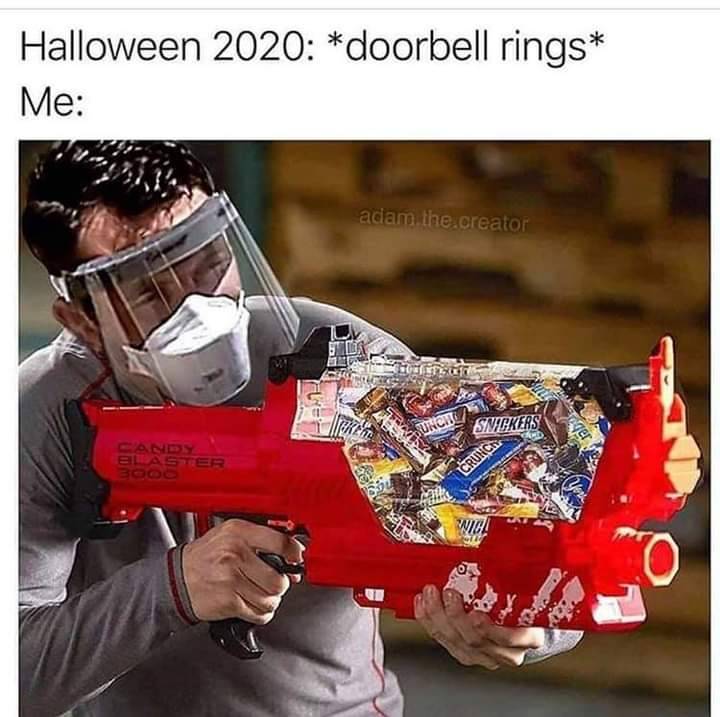 Halloween 2020: *doorbell rings*
Me:
adam.the.creator
SNICKERS
CRUNCH
CANDY
BLASTER
3000